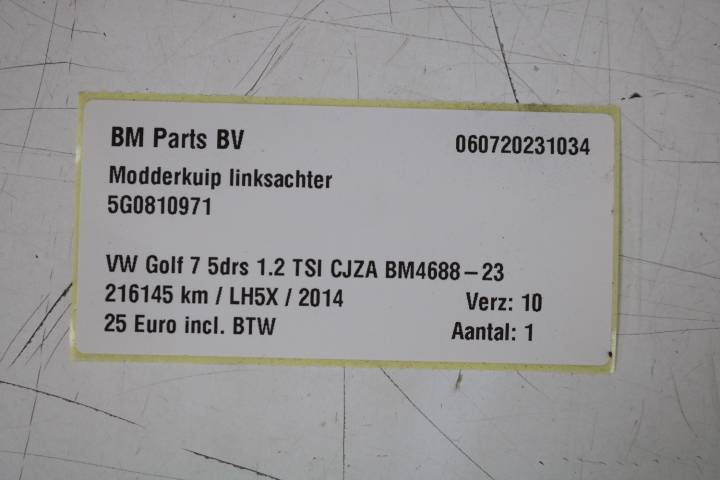 BM Parts BV 060720231034
Modderkuip linksachter
5G0810971
VW Golf 7 5drs 1.2 TSI CJZA BM4688-23
216145 km / LH5X / 2014 Verz: 10
25 Euro incl. BTW Aantal: 1